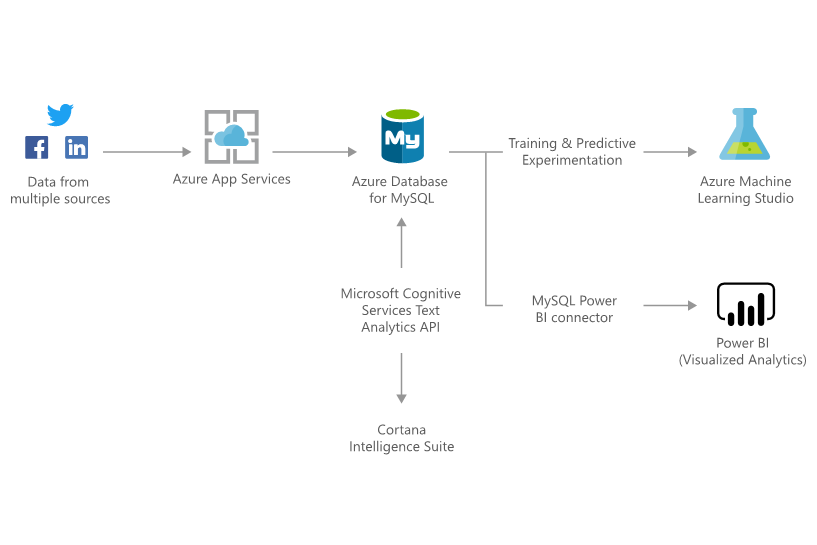 Data from
multiple sources
Azure App Services
My
Azure Database
for MySQL
Training & Predictive
Experimentation
Azure Machine
Learning Studio
Microsoft Cognitive
Services Text
Analytics API
MySQL Power
BI connector
Power BI
(Visualized Analytics)
Cortana
Intelligence Suite
f
in